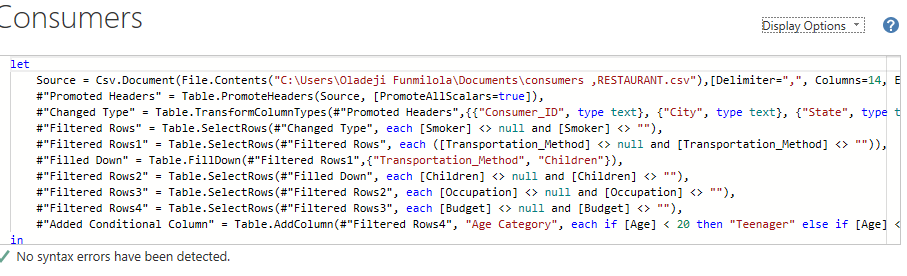 Consumers
Display Options
?
let
Source = Csv.Document(File.Contents("C:\Users\Oladeji Funmilola\Documents\consumers ,RESTAURANT.csv"),[Delimiter=",", Columns=14, E
#"Promoted Headers" = Table.PromoteHeaders(Source, [PromoteAllScalars=true]),
#"Changed Type" = Table.TransformColumnTypes(#"Promoted Headers",{{"Consumer_ID", type text}, {"City", type text}, {"State", type t
#"Filtered Rows" = Table.SelectRows(#"Changed Type", each [Smoker] <> null and [Smoker] <> ""),
#"Filtered Rows1" = Table.SelectRows(#"Filtered Rows", each ([Transportation_Method] <> null and [Transportation_Method] <> "")),
#"Filled Down" = Table.FillDown(#"Filtered Rows1",{"Transportation_Method", "Children"}),
#"Filtered Rows2" = Table.SelectRows(#"Filled Down", each [Children] <> null and [Children] <> ""),
#"Filtered Rows3" = Table.SelectRows(#"Filtered Rows2", each [Occupation] <> null and [Occupation] <> ""),
#"Filtered Rows4" = Table.SelectRows(#"Filtered Rows3", each [Budget] <> null and [Budget] <> ""),
#"Added Conditional Column" = Table.AddColumn(#"Filtered Rows4", "Age Category", each if [Age] < 20 then "Teenager" else if [Age] <
in
No syntax errors have been detected.